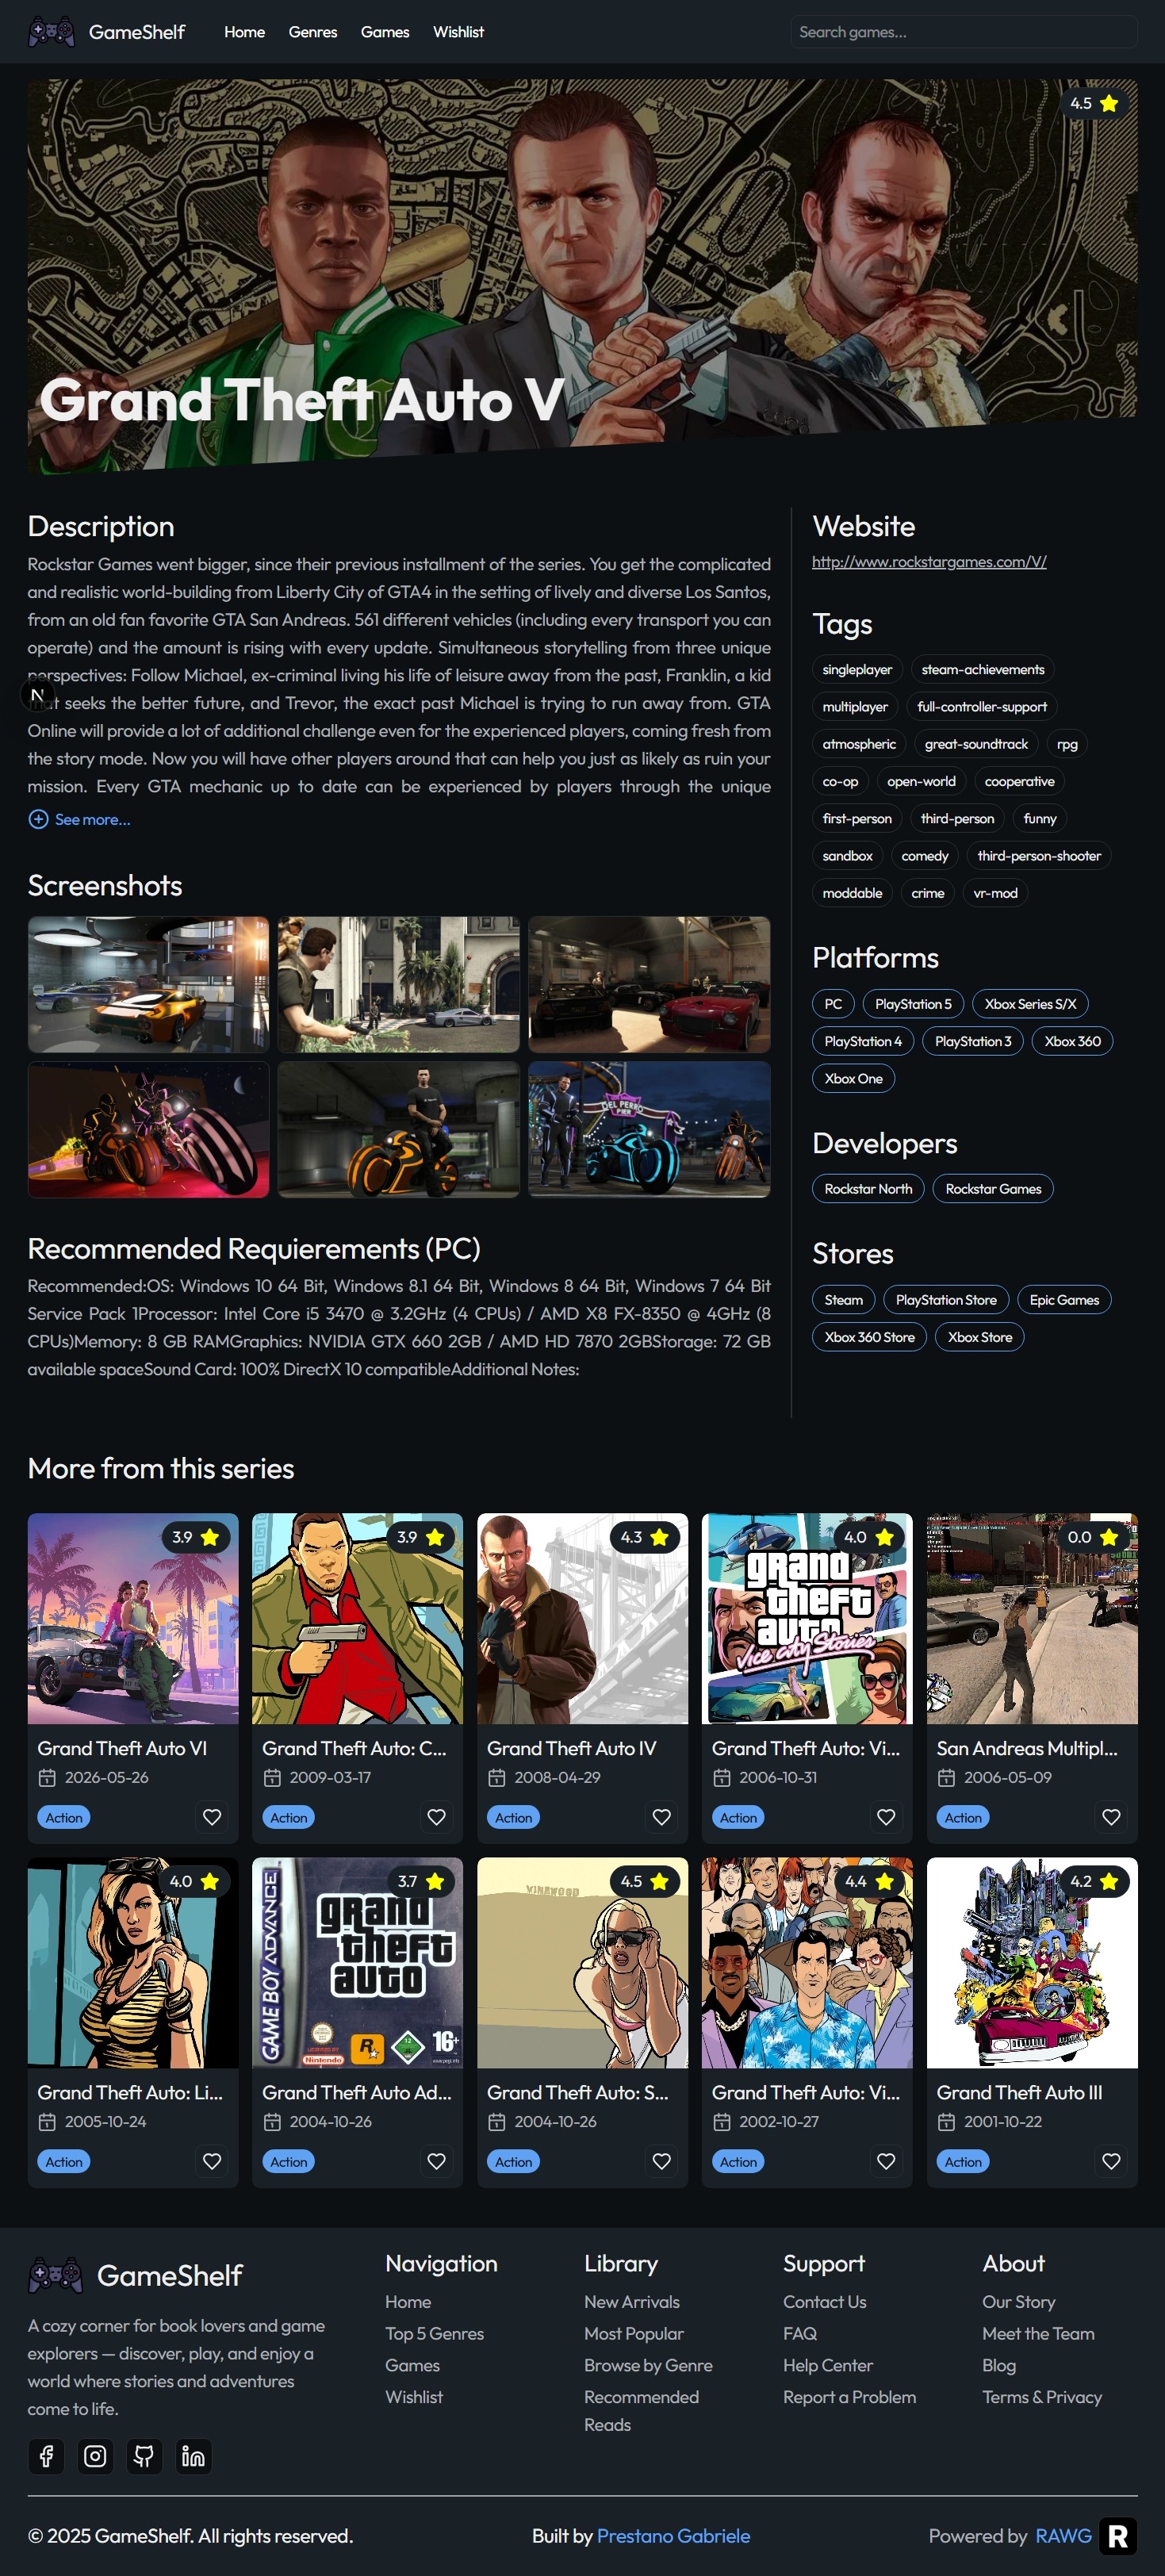 GameShelf
Home Genres Games Wishlist
Search games...
4.5
Grand Theft Auto V
Description
Rockstar Games went bigger, since their previous installment of the series. You get the complicated
and realistic world-building from Liberty City of GTA4 in the setting of lively and diverse Los Santos,
from an old fan favorite GTA San Andreas. 561 different vehicles (including every transport you can
operate) and the amount is rising with every update. Simultaneous storytelling from three unique
rspectives: Follow Michael, ex-criminal living his life of leisure away from the past, Franklin, a kid
N
t seeks the better future, and Trevor, the exact past Michael is trying to run away from. GTA
Online will provide a lot of additional challenge even for the experienced players, coming fresh from
the story mode. Now you will have other players around that can help you just as likely as ruin your
mission. Every GTA mechanic up to date can be experienced by players through the unique
See more...
Screenshots
DEL PERRO
PIER
Recommended Requierements (PC)
Recommended:OS: Windows 10 64 Bit, Windows 8.1 64 Bit, Windows 8 64 Bit, Windows 7 64 Bit
Service Pack 1Processor: Intel Core i5 3470 @ 3.2GHz (4 CPUs) / AMD X8 FX-8350 @ 4GHz (8
CPUs)Memory: 8 GB RAMGraphics: NVIDIA GTX 660 2GB / AMD HD 7870 2GBStorage: 72 GB
available spaceSound Card: 100% DirectX 10 compatibleAdditional Notes:
Website
http://www.rockstargames.com/V/
Tags
singleplayer steam-achievements
multiplayer full-controller-support
atmospheric great-soundtrack rpg
co-op open-world cooperative
first-person third-person funny
sandbox comedy third-person-shooter
moddable crime vr-mod
Platforms
PC PlayStation 5 Xbox Series S/X
PlayStation 4 PlayStation 3 Xbox 360
Xbox One
Developers
Rockstar North Rockstar Games
Stores
Steam PlayStation Store Epic Games
Xbox 360 Store Xbox Store
More from this series
3.9
Grand Theft Auto VI
2026-05-26
Action
3.9
Grand Theft Auto: C...
2009-03-17
Action
4.3
Grand Theft Auto IV
2008-04-29
Action
4.0
grand
theft
auto
vice city Stories
Grand Theft Auto: Vi...
2006-10-31
Action
0.0
San Andreas Multipl...
2006-05-09
Action
4.0
Grand Theft Auto: Li...
2005-10-24
Action
3.7
GAME BOY ADVANCE
grand
theft
auto
Nintendo
R
12
16+
Grand Theft Auto Ad...
2004-10-26
Action
4.5
VINEWOOD
Grand Theft Auto: S...
2004-10-26
Action
4.4
Grand Theft Auto: Vi...
2002-10-27
Action
4.2
Grand Theft Auto III
2001-10-22
Action
GameShelf
A cozy corner for book lovers and game
explorers — discover, play, and enjoy a
world where stories and adventures
come to life.
Navigation
Home
Top 5 Genres
Games
Wishlist
Library
New Arrivals
Most Popular
Browse by Genre
Recommended
Reads
Support
Contact Us
FAQ
Help Center
Report a Problem
About
Our Story
Meet the Team
Blog
Terms & Privacy
© 2025 GameShelf. All rights reserved.
Built by Prestano Gabriele
Powered by RAWG R